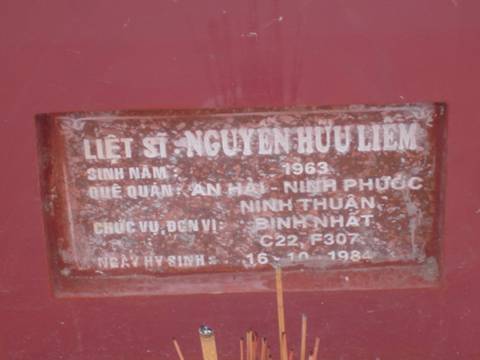 LIỆT SĨ: NGUYỄN HỮU LIÊM
SINH NĂM: 1963
QUÊ QUÁN: AN HẢI - NINH PHƯỚC
NINH THUẬN
CHỨC VỤ, ĐƠN VỊ: BINH NHẤT
C22, F307
NGÀY HY SINH: 16-10-1984